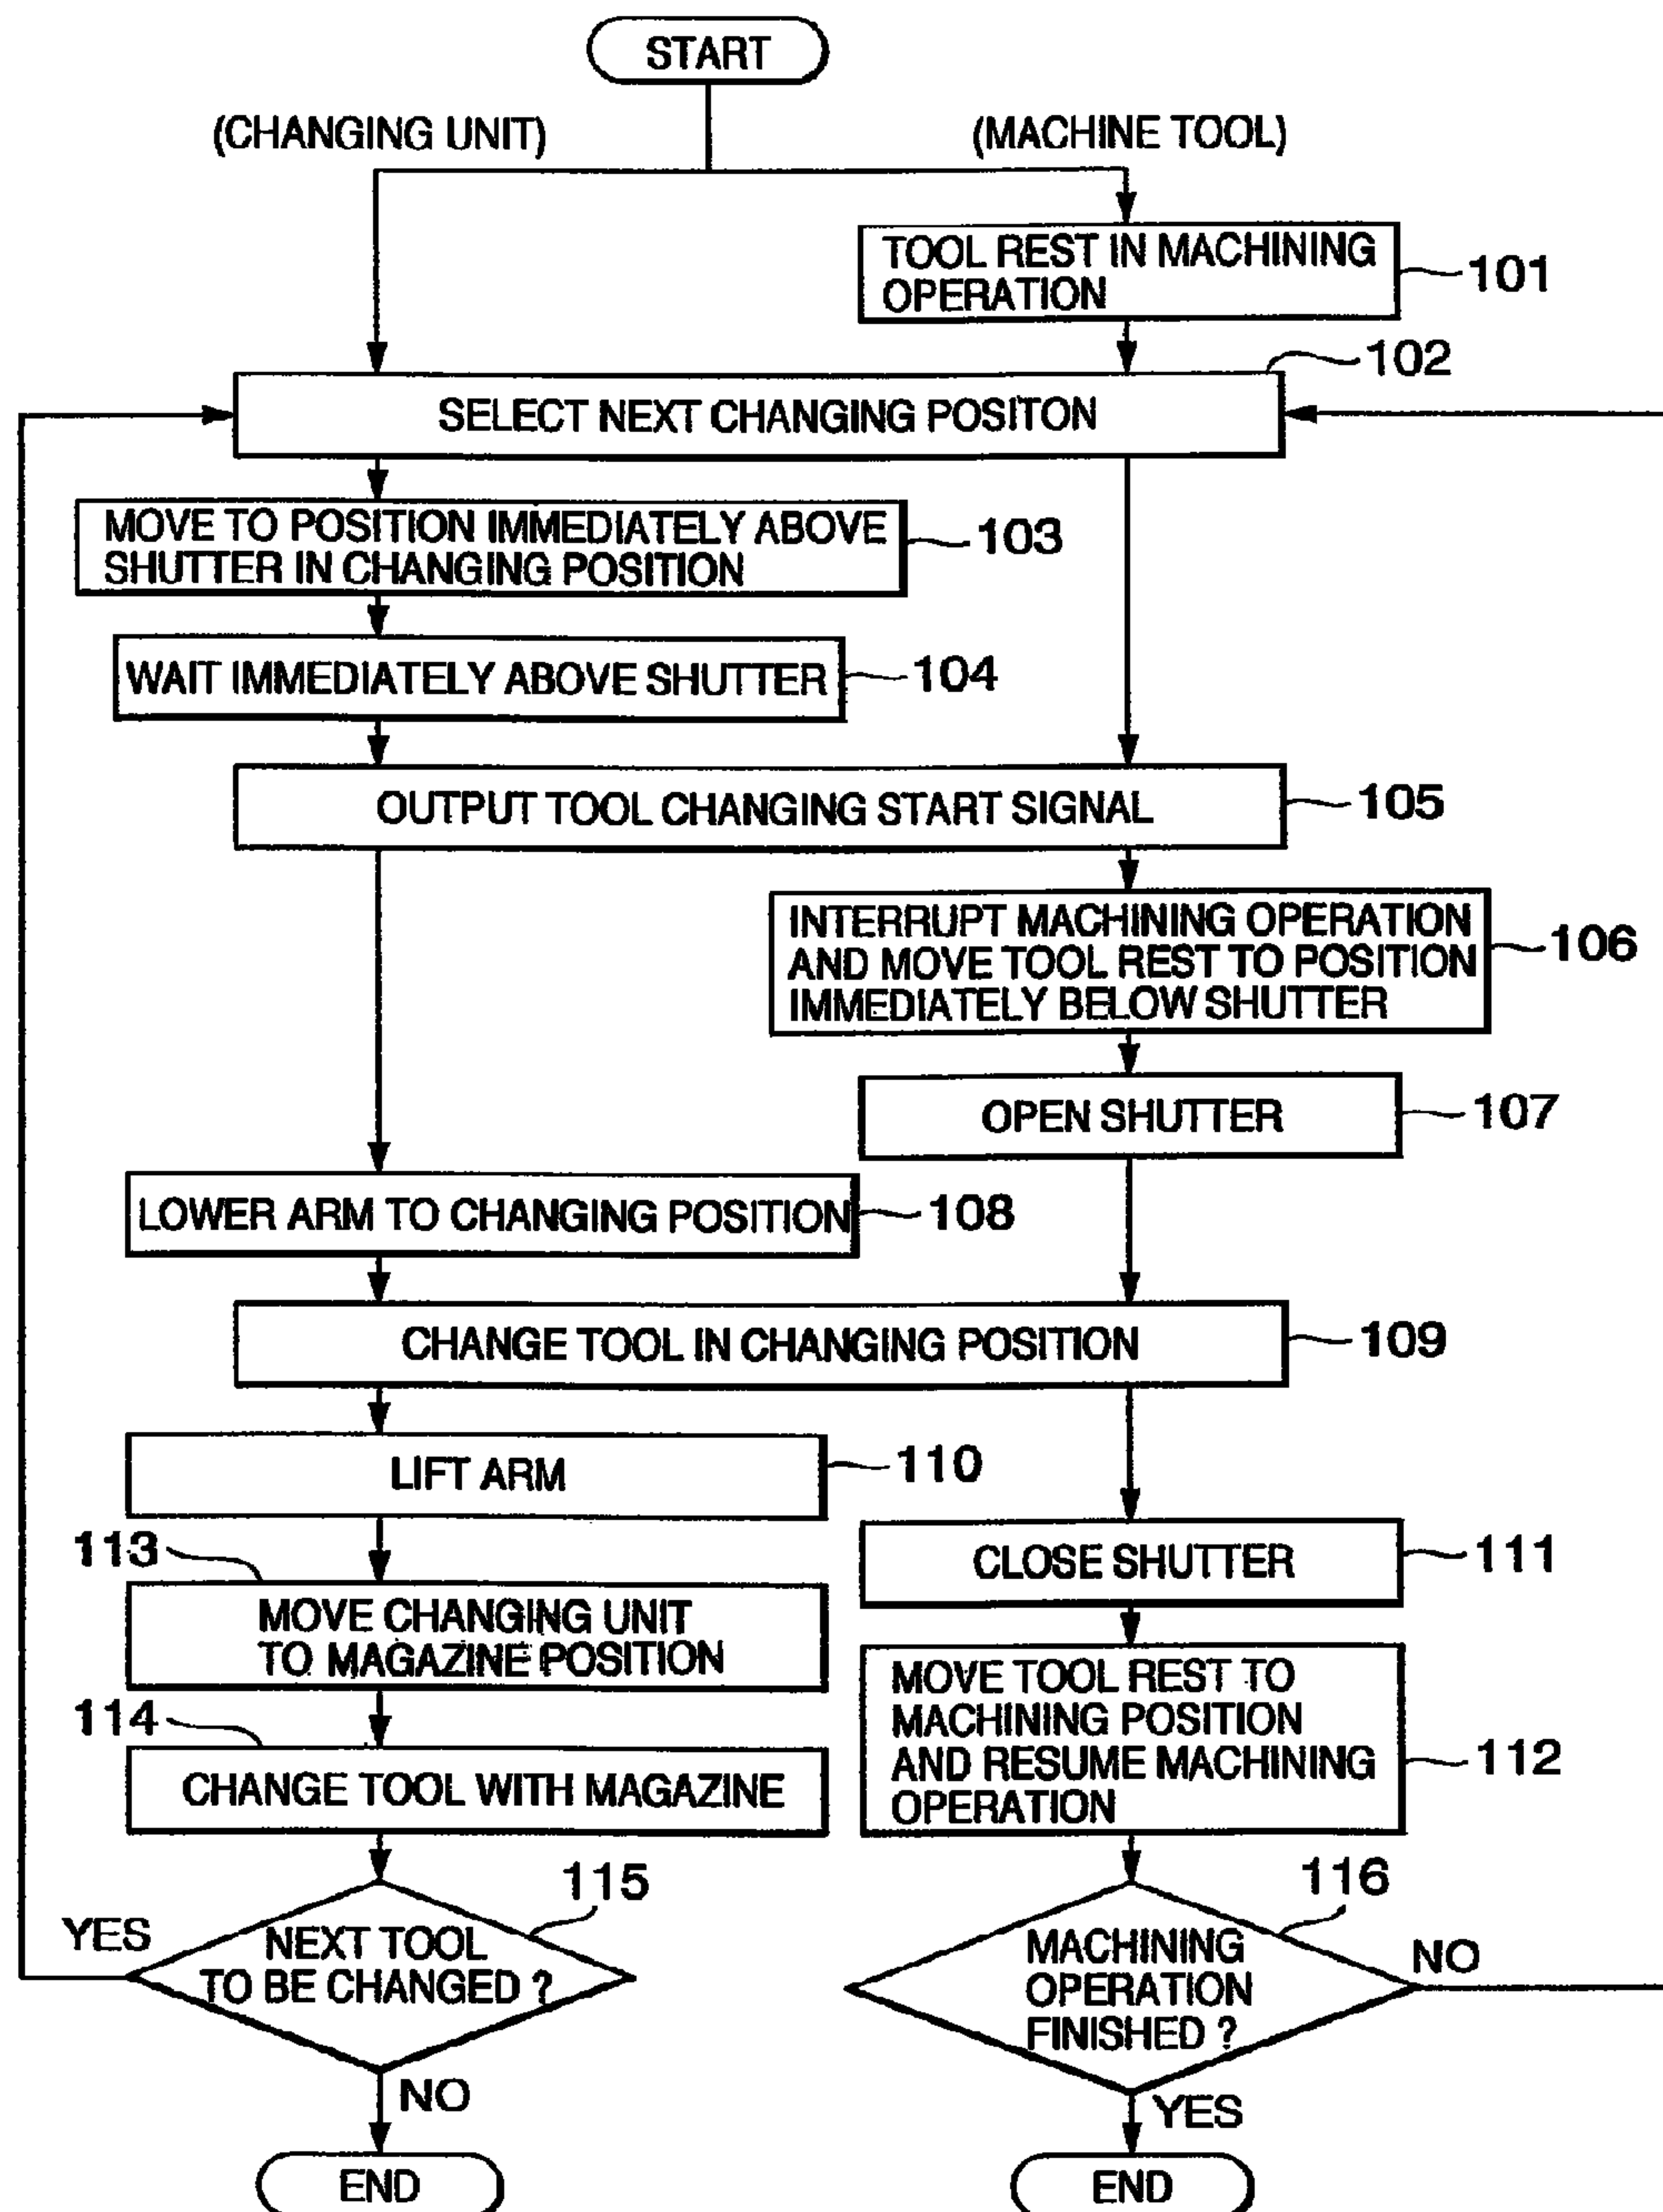 START
(CHANGING UNIT)
(MACHINE TOOL)
TOOL REST IN MACHINING
OPERATION
101
102
SELECT NEXT CHANGING POSITON
MOVE TO POSITION IMMEDIATELY ABOVE
SHUTTER IN CHANGING POSITION
103
WAIT IMMEDIATELY ABOVE SHUTTER
104
OUTPUT TOOL CHANGING START SIGNAL
105
INTERRUPT MACHINING OPERATION
AND MOVE TOOL REST TO POSITION
IMMEDIATELY BELOW SHUTTER
106
OPEN SHUTTER
107
LOWER ARM TO CHANGING POSITION
108
CHANGE TOOL IN CHANGING POSITION
109
LIFT ARM
110
CLOSE SHUTTER
111
113
MOVE CHANGING UNIT
TO MAGAZINE POSITION
MOVE TOOL REST TO
MACHINING POSITION
AND RESUME MACHINING
OPERATION
112
114
CHANGE TOOL WITH MAGAZINE
115
NEXT TOOL
TO BE CHANGED ?
YES
NO
116
MACHINING
OPERATION
FINISHED ?
NO
YES
END
END